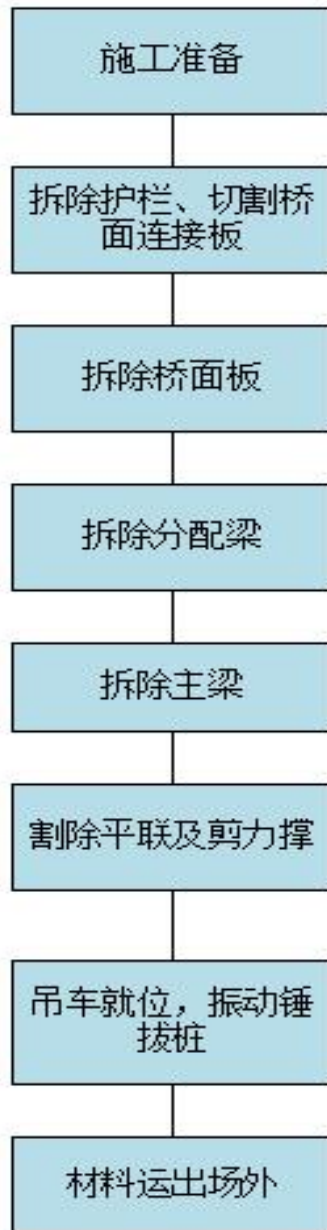 施工准备
拆除护栏、切割桥
面连接板
拆除桥面板
拆除分配梁
拆除主梁
割除平联及剪力撑
吊车就位，振动锤
拔桩
材料运出场外